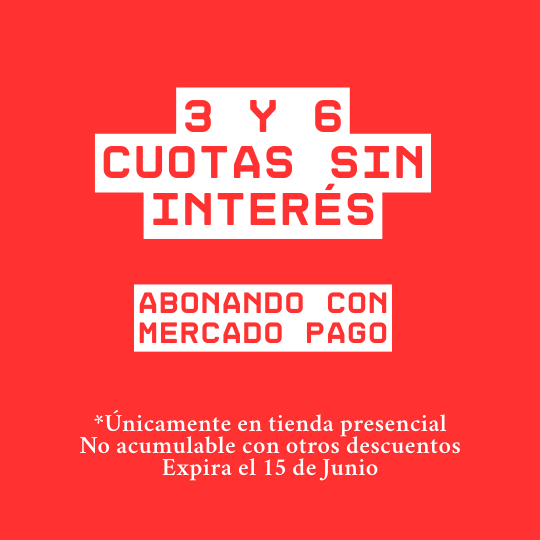 3 Y 6
CUOTAS SIN
INTERÉS
ABONANDO CON
MERCADO PAGO
*Únicamente en tienda presencial
No acumulable con otros descuentos
Expira el 15 de Junio